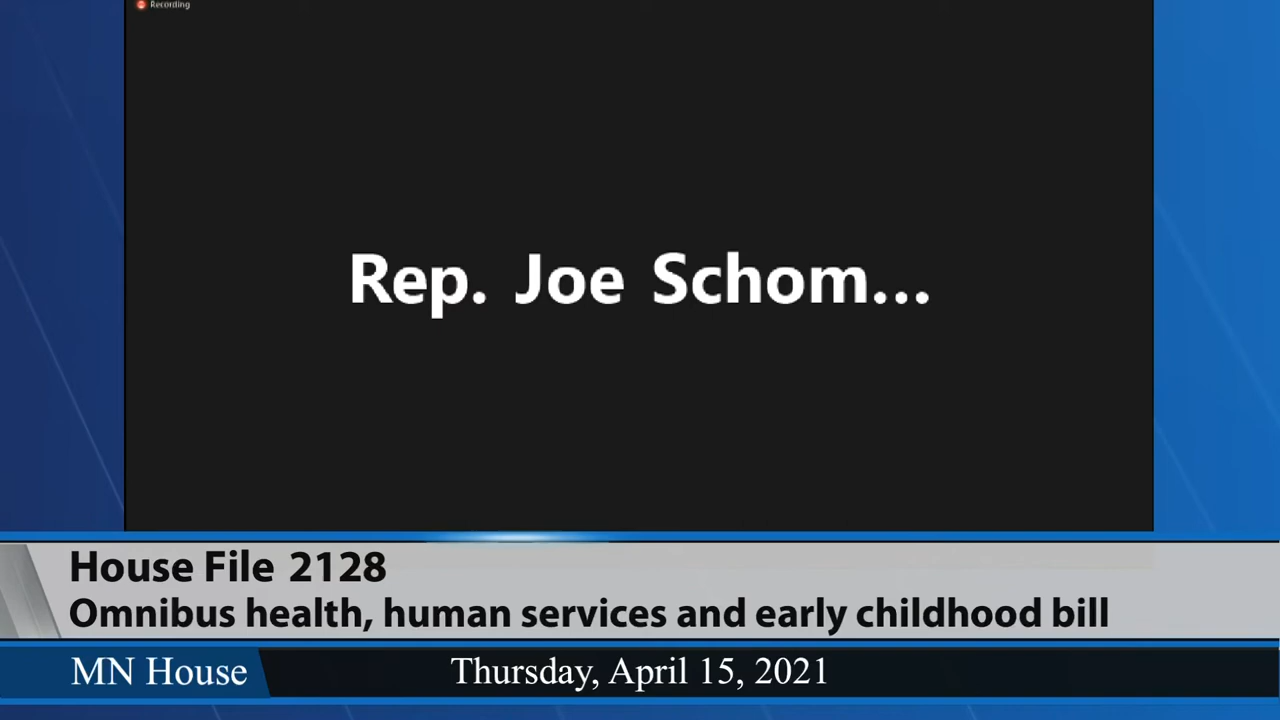 Recording
Rep. Joe Schom...
House File 2128
Omnibus health, human services and early childhood bill
MN House
Thursday, April 15, 2021